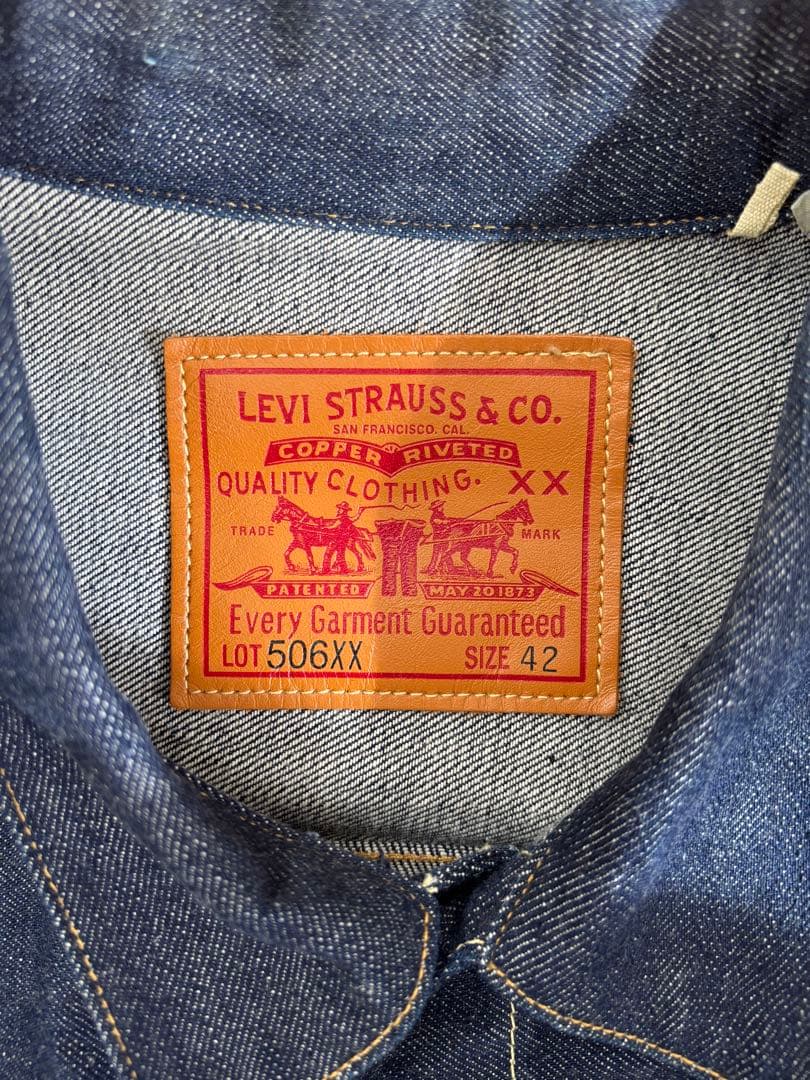 LEVI STRAUSS & CO.
SAN FRANCISCO. CAL.
COPPER RIVETED
QUALITY CLOTHING. XX
TRADE MARK
PATENTED MAY 20 1873
Every Garment Guaranteed
LOT 506XX SIZE 42